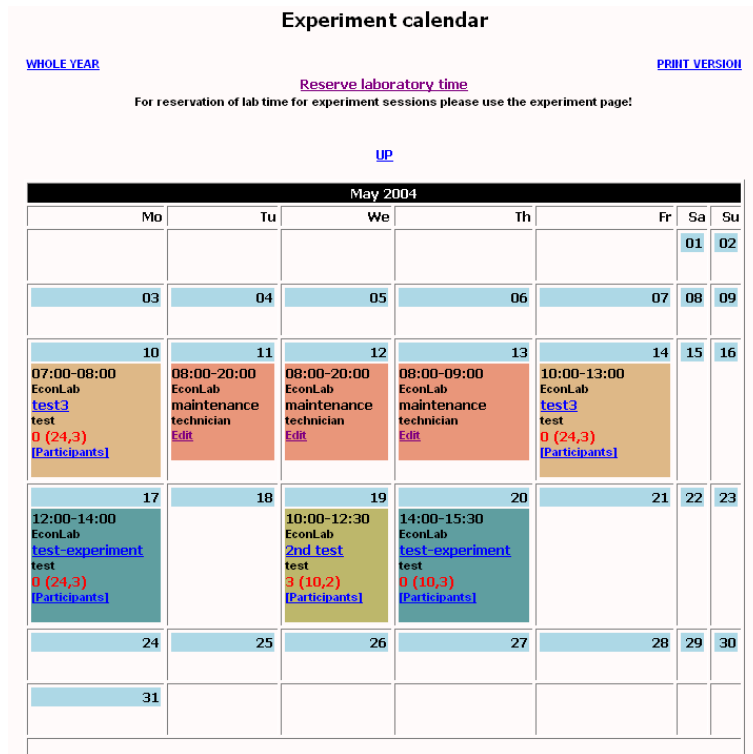 Experiment calendar
WHOLE YEAR PRINT VERSION
Reserve laboratory time
For reservation of lab time for experiment sessions please use the experiment page!
UP
May 2004
Mo Tu We Th Fr Sa Su
01 02
03 04 05 06 07 08 09
10 11 12 13 14 15 16
07:00-08:00 08:00-20:00 08:00-20:00 08:00-09:00 10:00-13:00
EconLab EconLab EconLab EconLab EconLab
test3 maintenance maintenance maintenance test3
test technician technician technician test
0 (24,3) Edit Edit Edit 0 (24,3)
[Participants] [Participants]
17 18 19 20 21 22 23
12:00-14:00 10:00-12:30 14:00-15:30
EconLab EconLab EconLab
test-experiment 2nd test test-experiment
test test test
0 (24,3) 3 (10,2) 0 (10,3)
[Participants] [Participants] [Participants]
24 25 26 27 28 29 30
31